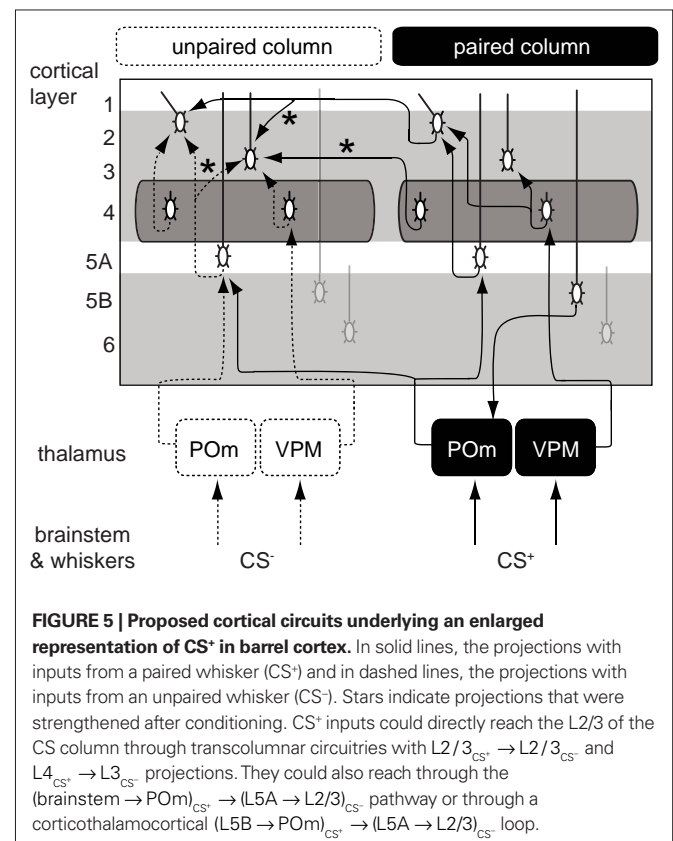 unpaired column
paired column
cortical
layer
1
2
3
4
5A
5B
6
*
*
*
thalamus
POm
VPM
POm
VPM
brainstem
& whiskers
CS-
CS+
FIGURE 5 | Proposed cortical circuits underlying an enlarged
representation of CS+ in barrel cortex. In solid lines, the projections with
inputs from a paired whisker (CS+) and in dashed lines, the projections with
inputs from an unpaired whisker (CS−). Stars indicate projections that were
strengthened after conditioning. CS+ inputs could directly reach the L2/3 of the
CS column through transcolumnar circuitries with L2/3CS+ → L2/3CS− and
L4CS+ → L3CS− projections. They could also reach through the
(brainstem → POm)CS+ → (L5A → L2/3)CS− pathway or through a
corticothalamocortical (L5B → POm)CS+ → (L5A → L2/3)CS− loop.